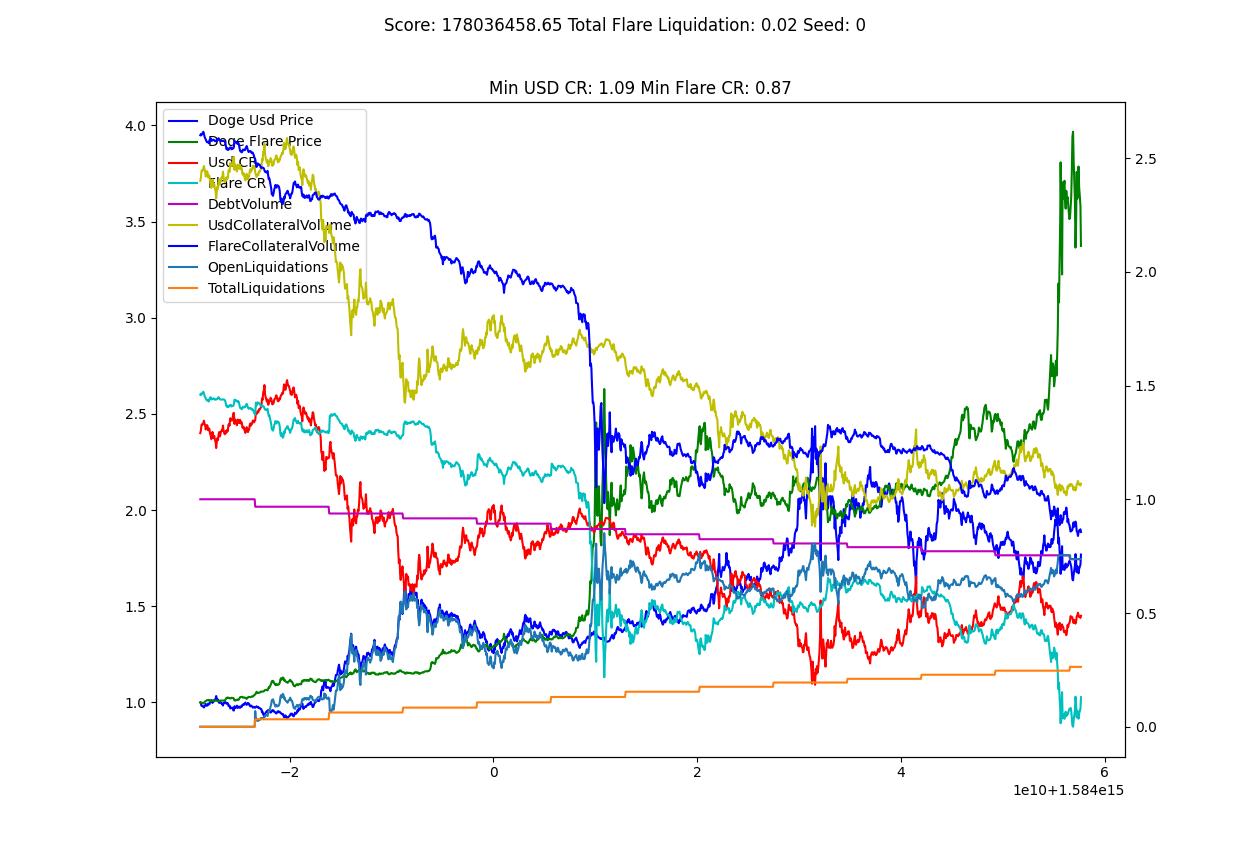 Score: 178036458.65 Total Flare Liquidation: 0.02 Seed: 0
Min USD CR: 1.09 Min Flare CR: 0.87
Doge Usd Price
Doge Flare Price
Usd CR
Flare CR
DebtVolume
UsdCollateralVolume
FlareCollateralVolume
OpenLiquidations
TotalLiquidations
4.0
3.5
3.0
2.5
2.0
1.5
1.0
2.5
2.0
1.5
1.0
0.5
0.0
−2 0 2 4 6
1e10+1.584e15